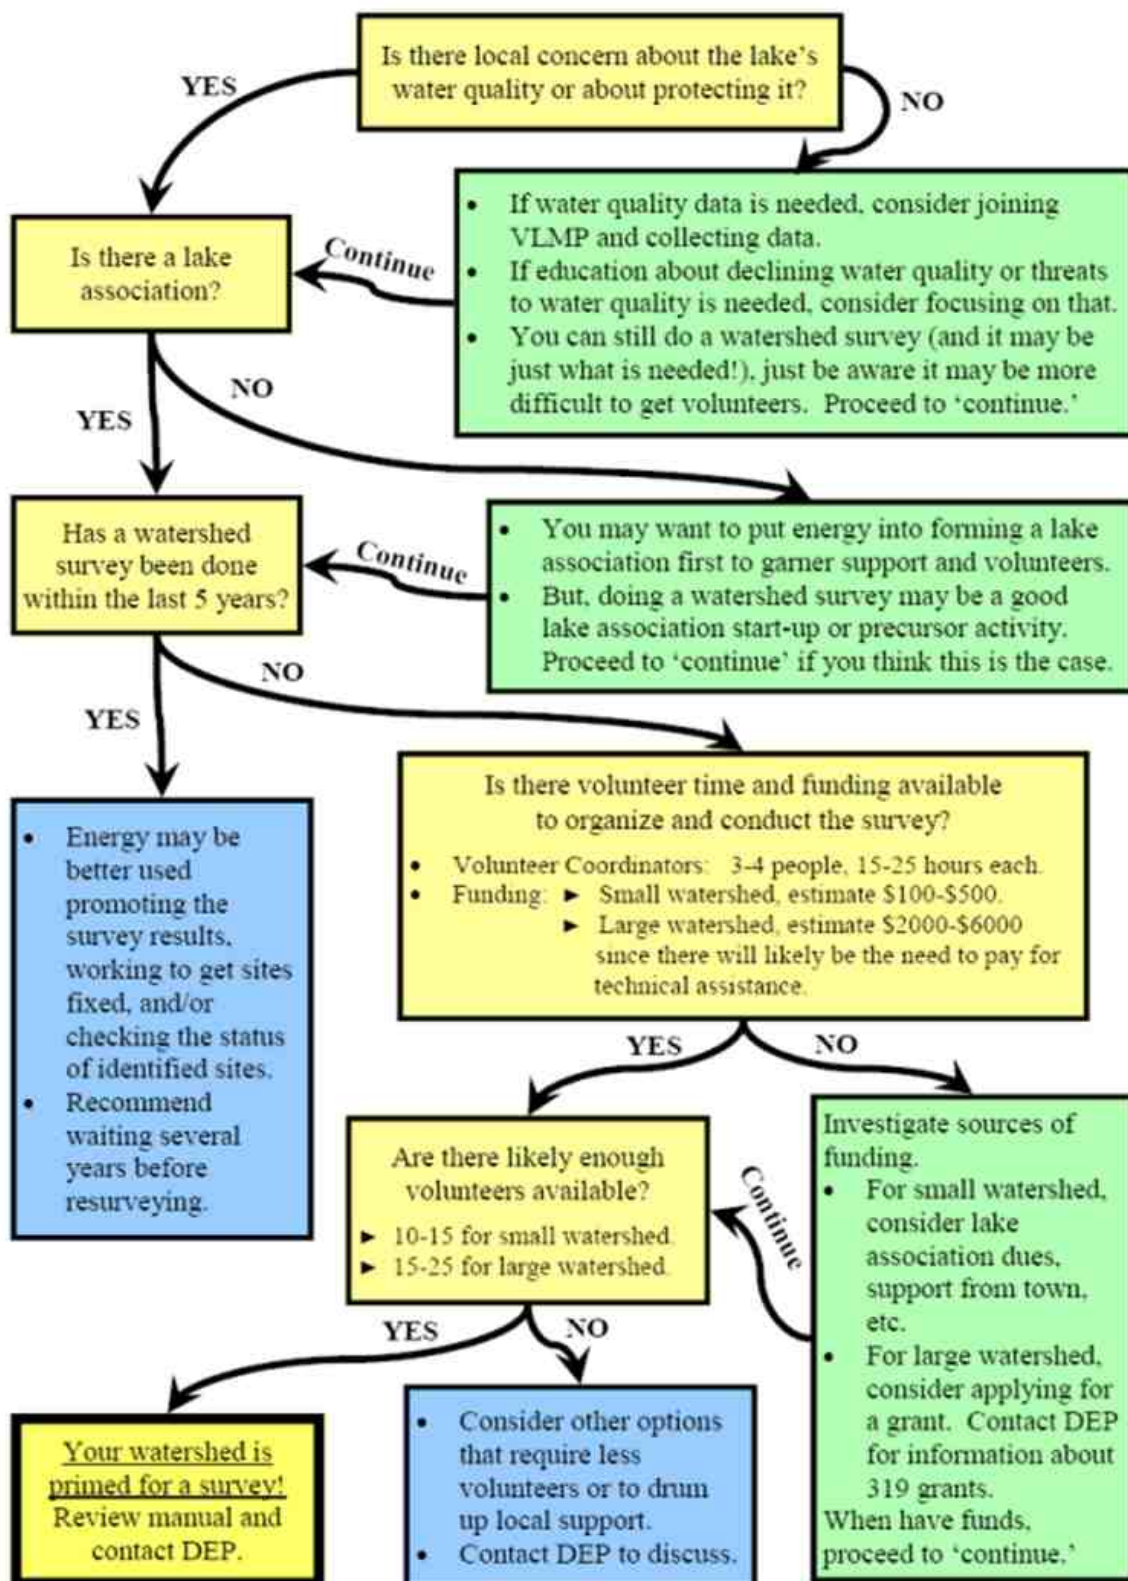 Is there local concern about the lake's
water quality or about protecting it?
YES
NO
• If water quality data is needed, consider joining
VLMP and collecting data.
• If education about declining water quality or threats
to water quality is needed, consider focusing on that.
• You can still do a watershed survey (and it may be
just what is needed!), just be aware it may be more
difficult to get volunteers. Proceed to 'continue.'
Continue
Is there a lake
association?
NO
YES
• You may want to put energy into forming a lake
association first to garner support and volunteers.
• But, doing a watershed survey may be a good
lake association start-up or precursor activity.
Proceed to 'continue' if you think this is the case.
Continue
Has a watershed
survey been done
within the last 5 years?
NO
YES
• Energy may be
better used
promoting the
survey results,
working to get sites
fixed, and/or
checking the status
of identified sites.
• Recommend
waiting several
years before
resurveying.
Is there volunteer time and funding available
to organize and conduct the survey?
• Volunteer Coordinators: 3-4 people, 15-25 hours each.
• Funding: ► Small watershed, estimate $100-$500.
► Large watershed, estimate $2000-$6000
since there will likely be the need to pay for
technical assistance.
YES
NO
Are there likely enough
volunteers available?
► 10-15 for small watershed.
► 15-25 for large watershed.
Continue
Investigate sources of
funding.
• For small watershed,
consider lake
association dues,
support from town,
etc.
• For large watershed,
consider applying for
a grant. Contact DEP
for information about
319 grants.
When have funds,
proceed to 'continue.'
YES
NO
Your watershed is
primed for a survey!
Review manual and
contact DEP.
• Consider other options
that require less
volunteers or to drum
up local support.
• Contact DEP to discuss.